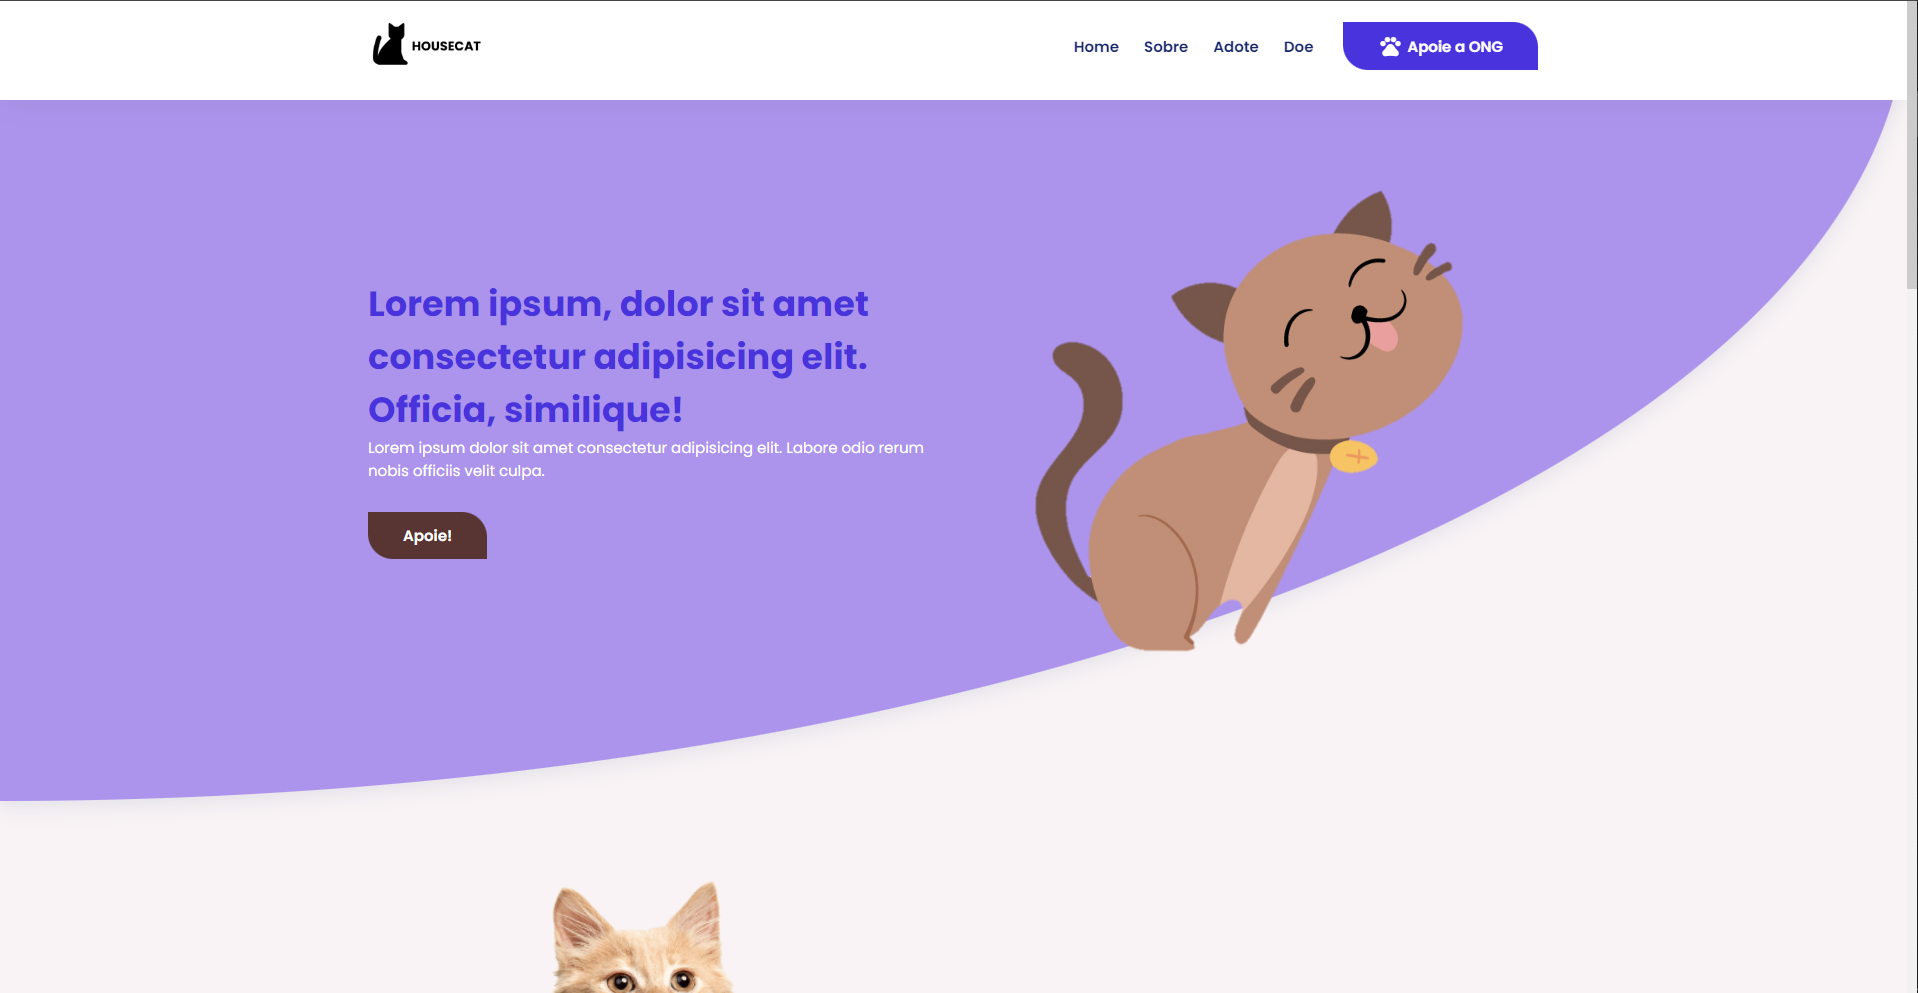 HOUSECAT
Home Sobre Adote Doe Apoie a ONG
Lorem ipsum, dolor sit amet
consectetur adipisicing elit.
Officia, similique!
Lorem ipsum dolor sit amet consectetur adipisicing elit. Labore odio rerum
nobis officiis velit culpa.
Apoie!